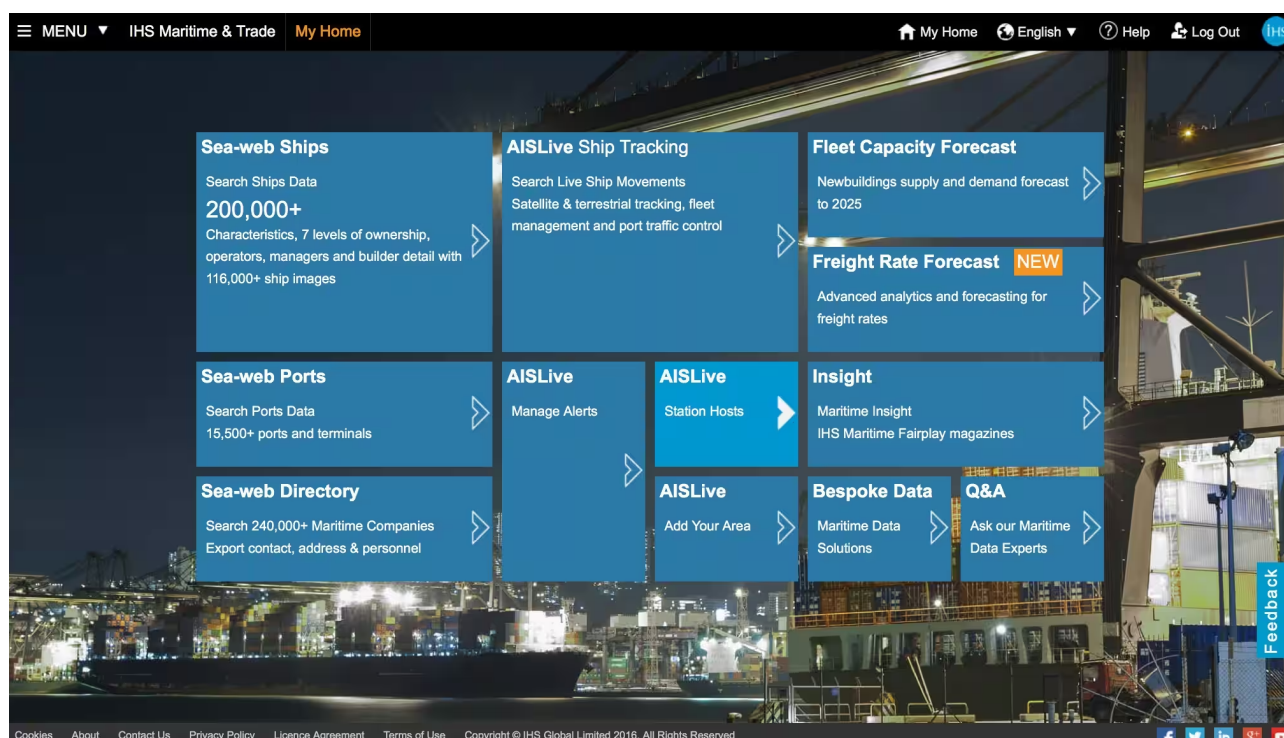 MENU ▼ IHS Maritime & Trade My Home My Home English ▼ Help Log Out IHS
Sea-web Ships
Search Ships Data
200,000+
Characteristics, 7 levels of ownership,
operators, managers and builder detail with
116,000+ ship images
AISLive Ship Tracking
Search Live Ship Movements
Satellite & terrestrial tracking, fleet
management and port traffic control
Fleet Capacity Forecast
Newbuildings supply and demand forecast
to 2025
Freight Rate Forecast NEW
Advanced analytics and forecasting for
freight rates
Sea-web Ports
Search Ports Data
15,500+ ports and terminals
AISLive
Manage Alerts
AISLive
Station Hosts
Insight
Maritime Insight
IHS Maritime Fairplay magazines
Sea-web Directory
Search 240,000+ Maritime Companies
Export contact, address & personnel
AISLive
Add Your Area
Bespoke Data
Maritime Data
Solutions
Q&A
Ask our Maritime
Data Experts
Feedback
Cookies About Contact Us Privacy Policy Licence Agreement Terms of Use Copyright © IHS Global Limited 2016. All Rights Reserved